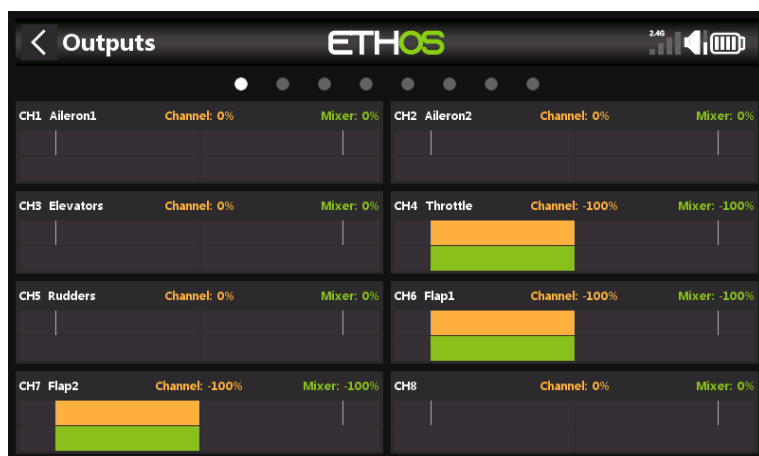 Outputs
ETHOS
2.4G
CH1 Aileron1 Channel: 0% Mixer: 0%
CH2 Aileron2 Channel: 0% Mixer: 0%
CH3 Elevators Channel: 0% Mixer: 0%
CH4 Throttle Channel: -100% Mixer: -100%
CH5 Rudders Channel: 0% Mixer: 0%
CH6 Flap1 Channel: -100% Mixer: -100%
CH7 Flap2 Channel: -100% Mixer: -100%
CH8 Channel: 0% Mixer: 0%